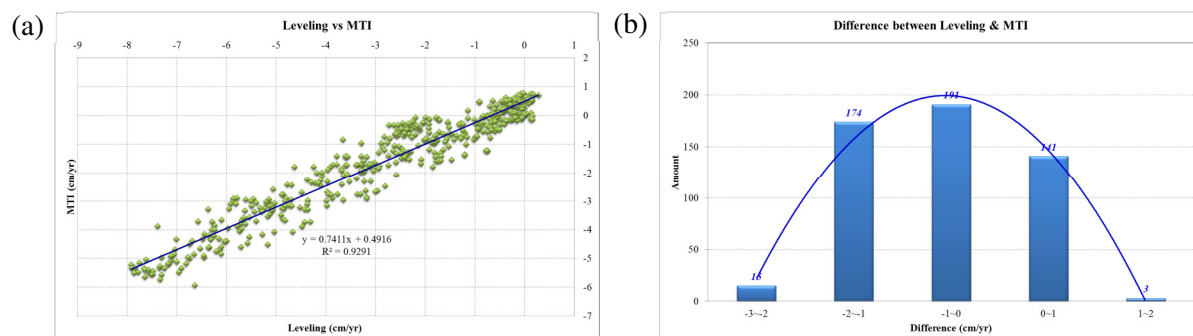 (a)
Leveling vs MTI
-9 -8 -7 -6 -5 -4 -3 -2 -1 0 1
2
1
0
-1
-2
-3
-4
-5
-6
-7
MTI (cm/yr)
y = 0.7411x + 0.4916
R² = 0.9291
Leveling (cm/yr)
(b)
Difference between Leveling & MTI
250
200
150
100
50
0
Amount
174
191
141
3
-3~-2 -2~-1 -1~0 0~1 1~2
Difference (cm/yr)